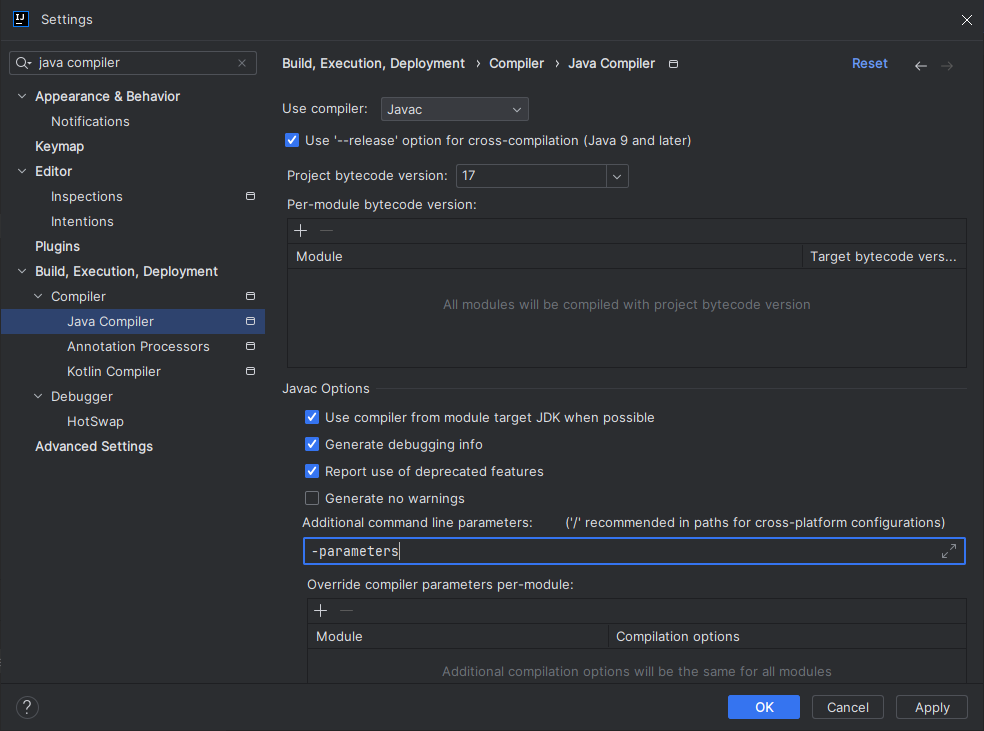 Settings
java compiler
Appearance & Behavior
Notifications
Keymap
Editor
Inspections
Intentions
Plugins
Build, Execution, Deployment
Compiler
Java Compiler
Annotation Processors
Kotlin Compiler
Debugger
HotSwap
Advanced Settings
Build, Execution, Deployment › Compiler › Java Compiler
Reset
Use compiler: Javac
Use '--release' option for cross-compilation (Java 9 and later)
Project bytecode version: 17
Per-module bytecode version:
Module Target bytecode vers...
All modules will be compiled with project bytecode version
Javac Options
Use compiler from module target JDK when possible
Generate debugging info
Report use of deprecated features
Generate no warnings
Additional command line parameters: ('/' recommended in paths for cross-platform configurations)
-parameters
Override compiler parameters per-module:
Module Compilation options
Additional compilation options will be the same for all modules
? OK Cancel Apply